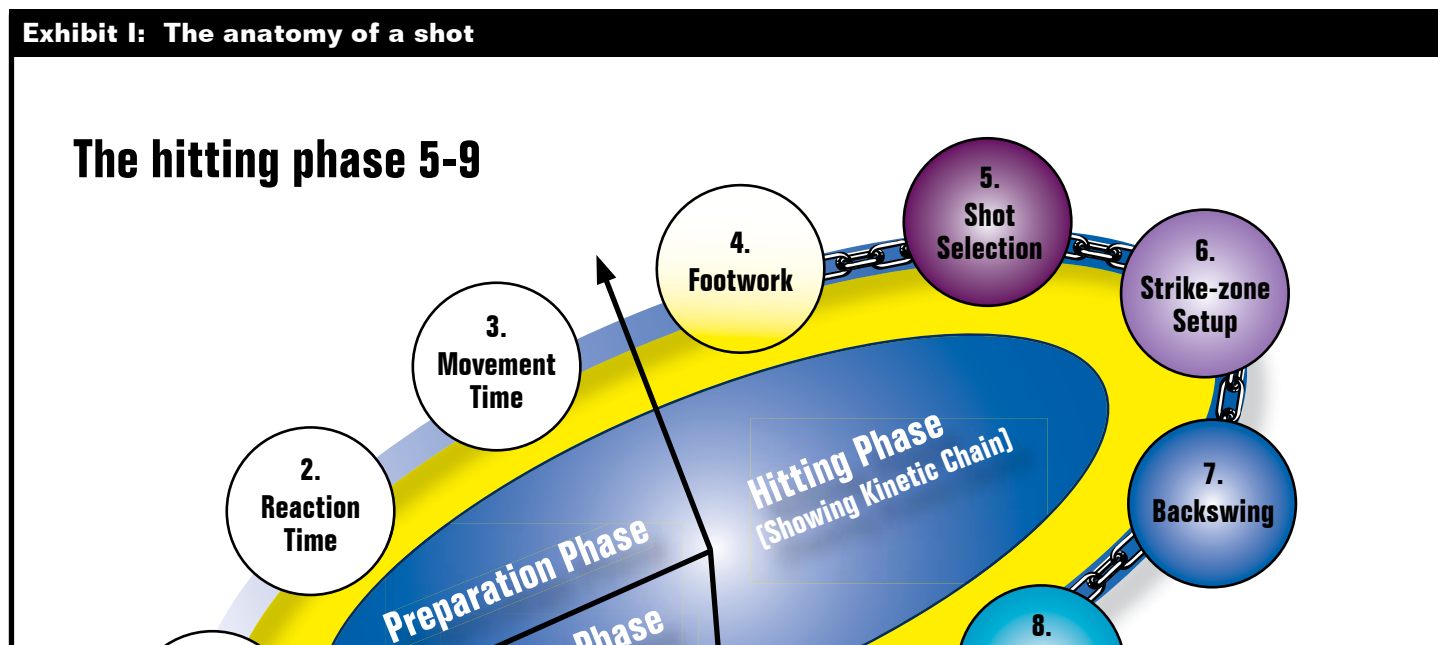 Exhibit I: The anatomy of a shot
The hitting phase 5-9
5.
Shot
Selection
4.
Footwork
6.
Strike-zone
Setup
3.
Movement
Time
Hitting Phase
(Showing Kinetic Chain)
2.
Reaction
Time
7.
Backswing
Preparation Phase
Phase
8.